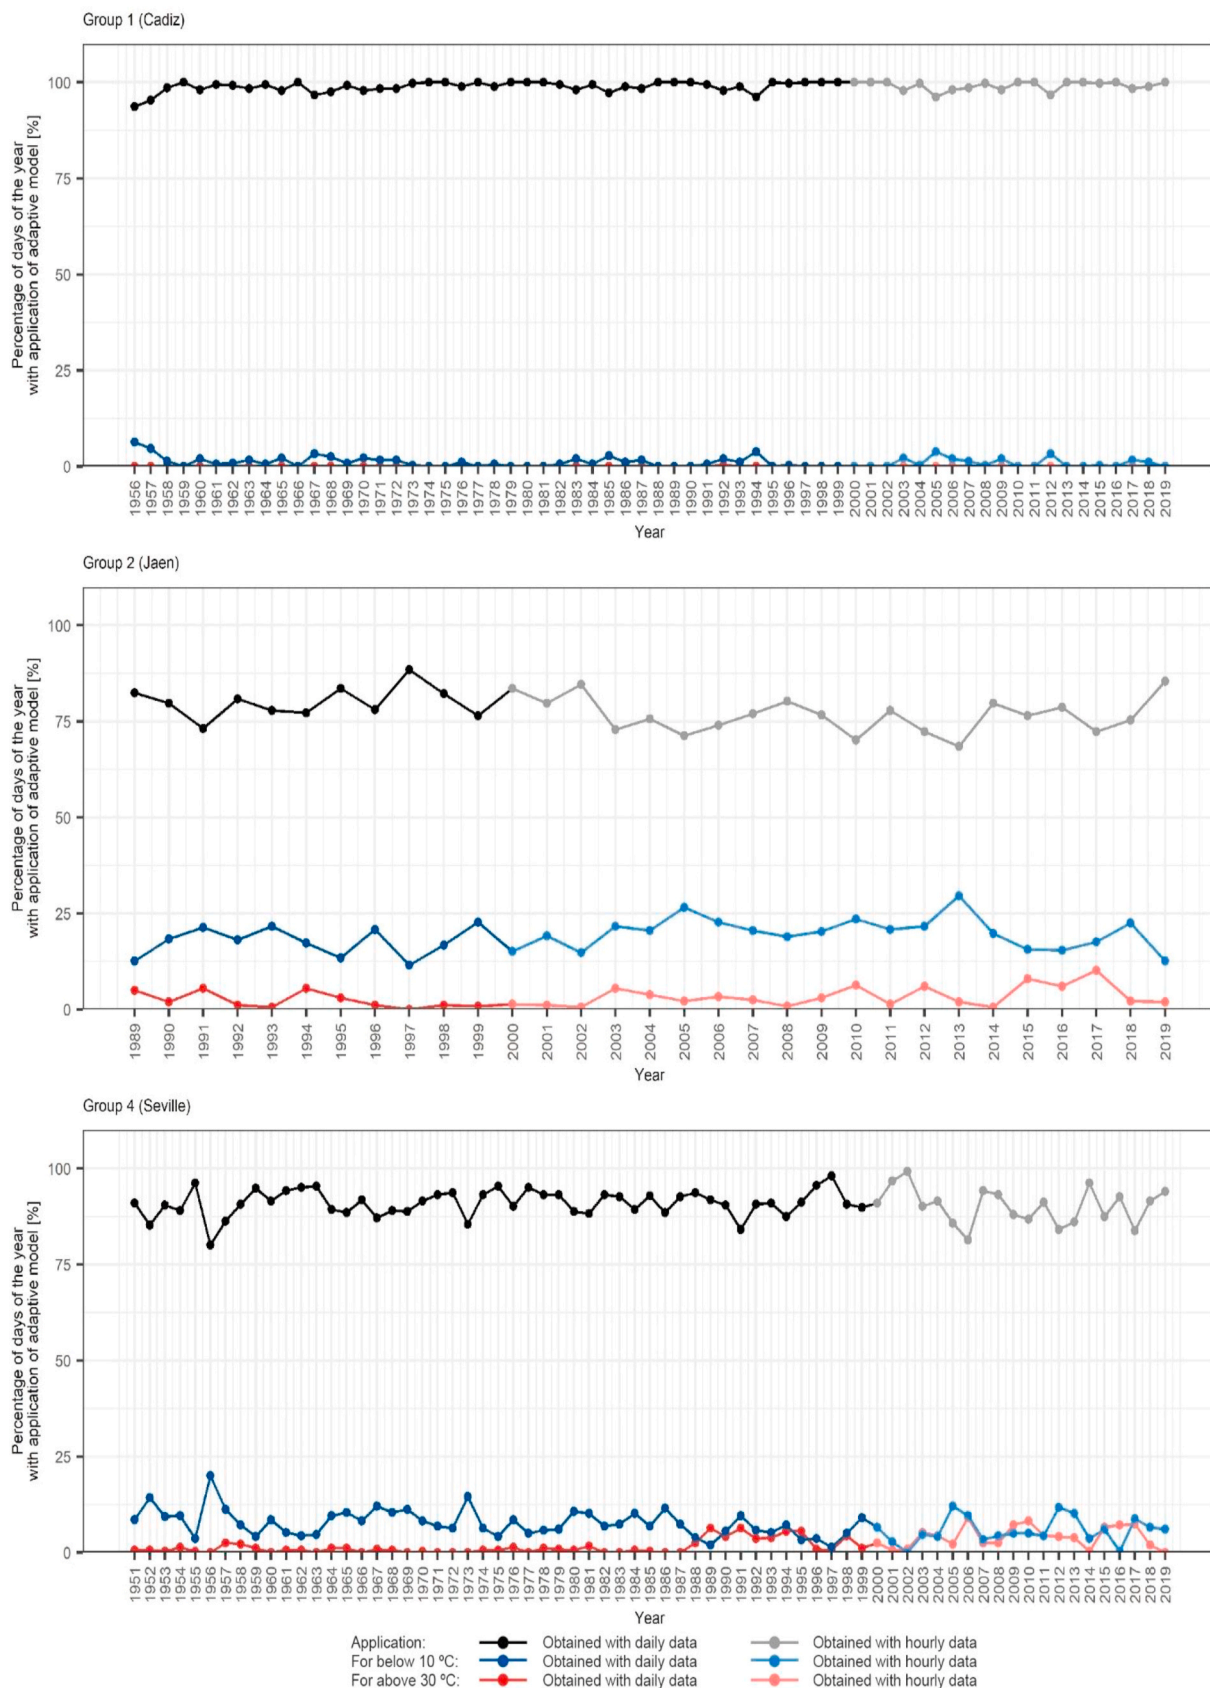 Group 1 (Cadiz)
Percentage of days of the year
with application of adaptive model [%]
100
75
50
25
0
1956 1957 1958 1959 1960 1961 1962 1963 1964 1965 1966 1967 1968 1969 1970 1971 1972 1973 1974 1975 1976 1977 1978 1979 1980 1981 1982 1983 1984 1985 1986 1987 1988 1989 1990 1991 1992 1993 1994 1995 1996 1997 1998 1999 2000 2001 2002 2003 2004 2005 2006 2007 2008 2009 2010 2011 2012 2013 2014 2015 2016 2017 2018 2019
Year
Group 2 (Jaen)
Percentage of days of the year
with application of adaptive model [%]
100
75
50
25
0
1989 1990 1991 1992 1993 1994 1995 1996 1997 1998 1999 2000 2001 2002 2003 2004 2005 2006 2007 2008 2009 2010 2011 2012 2013 2014 2015 2016 2017 2018 2019
Year
Group 4 (Seville)
Percentage of days of the year
with application of adaptive model [%]
100
75
50
25
0
1951 1952 1953 1954 1955 1956 1957 1958 1959 1960 1961 1962 1963 1964 1965 1966 1967 1968 1969 1970 1971 1972 1973 1974 1975 1976 1977 1978 1979 1980 1981 1982 1983 1984 1985 1986 1987 1988 1989 1990 1991 1992 1993 1994 1995 1996 1997 1998 1999 2000 2001 2002 2003 2004 2005 2006 2007 2008 2009 2010 2011 2012 2013 2014 2015 2016 2017 2018 2019
Year
Application: Obtained with daily data Obtained with hourly data
For below 10 ºC: Obtained with daily data Obtained with hourly data
For above 30 ºC: Obtained with daily data Obtained with hourly data